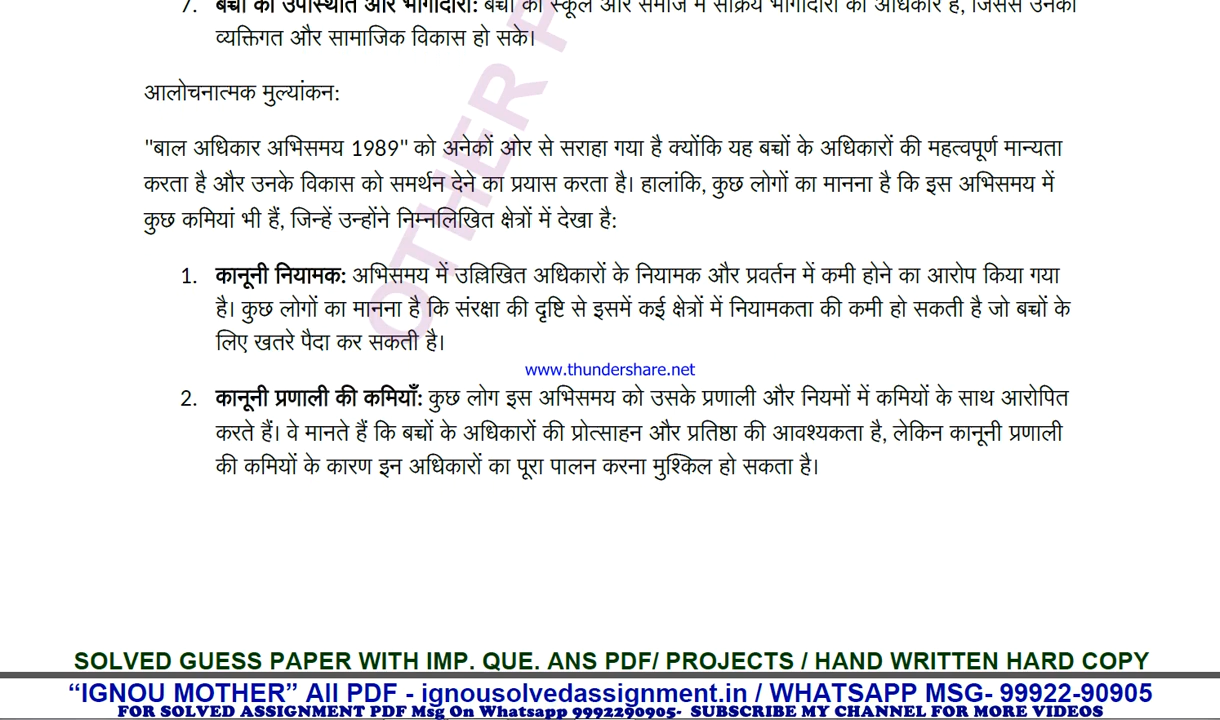 7. बच्चों की उपस्थिति और भागीदारी: बच्चों को स्कूल और समाज में सक्रिय भागीदारी का अधिकार है, जिससे उनका
व्यक्तिगत और सामाजिक विकास हो सके।
आलोचनात्मक मुल्यांकन:
"बाल अधिकार अभिसमय 1989" को अनेकों ओर से सराहा गया है क्योंकि यह बच्चों के अधिकारों की महत्वपूर्ण मान्यता
करता है और उनके विकास को समर्थन देने का प्रयास करता है। हालांकि, कुछ लोगों का मानना है कि इस अभिसमय में
कुछ कमियां भी हैं, जिन्हें उन्होंने निम्नलिखित क्षेत्रों में देखा है:
1. कानूनी नियामक: अभिसमय में उल्लिखित अधिकारों के नियामक और प्रवर्तन में कमी होने का आरोप किया गया
है। कुछ लोगों का मानना है कि संरक्षा की दृष्टि से इसमें कई क्षेत्रों में नियामकता की कमी हो सकती है जो बच्चों के
लिए खतरे पैदा कर सकती है।
www.thundershare.net
2. कानूनी प्रणाली की कमियाँ: कुछ लोग इस अभिसमय को उसके प्रणाली और नियमों में कमियों के साथ आरोपित
करते हैं। वे मानते हैं कि बच्चों के अधिकारों की प्रोत्साहन और प्रतिष्ठा की आवश्यकता है, लेकिन कानूनी प्रणाली
की कमियों के कारण इन अधिकारों का पूरा पालन करना मुश्किल हो सकता है।
OTHER P
SOLVED GUESS PAPER WITH IMP. QUE. ANS PDF/ PROJECTS / HAND WRITTEN HARD COPY
“IGNOU MOTHER” All PDF - ignousolvedassignment.in / WHATSAPP MSG- 99922-90905
FOR SOLVED ASSIGNMENT PDF Msg On Whatsapp 9992290905- SUBSCRIBE MY CHANNEL FOR MORE VIDEOS